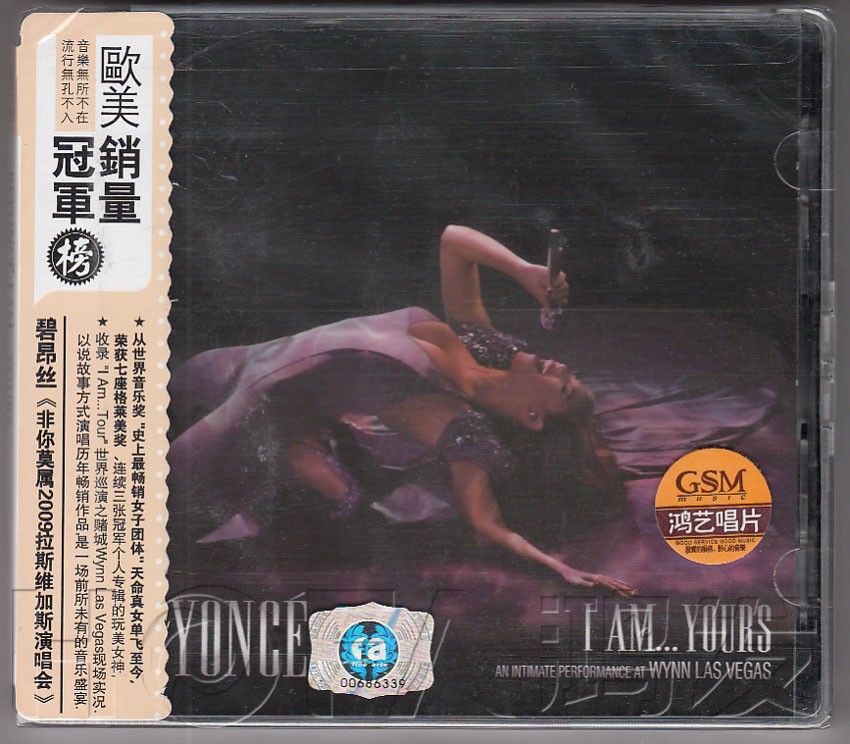 音樂無所不在
流行無孔不入
歐美
銷量
冠軍
榜
碧昂丝《非你莫属2009拉斯维加斯演唱会》
★从世界音乐奖“史上最畅销女子团体”天命真女单飞至今,
荣获七座格莱美奖、连续三张冠军个人专辑的玩美女神,
★收录“I Am...Tour”世界巡演之赌城Wynn Las Vegas现场实况.
以说故事方式演唱历年畅销作品,是一场前所未有的音乐盛宴.
GSM
music
鸿艺唱片
GOOD SERVICE GOOD MUSIC
YONCÉ
I AM... YOURS
AN INTIMATE PERFORMANCE AT WYNN LAS VEGAS
fa
fine arts
00686339